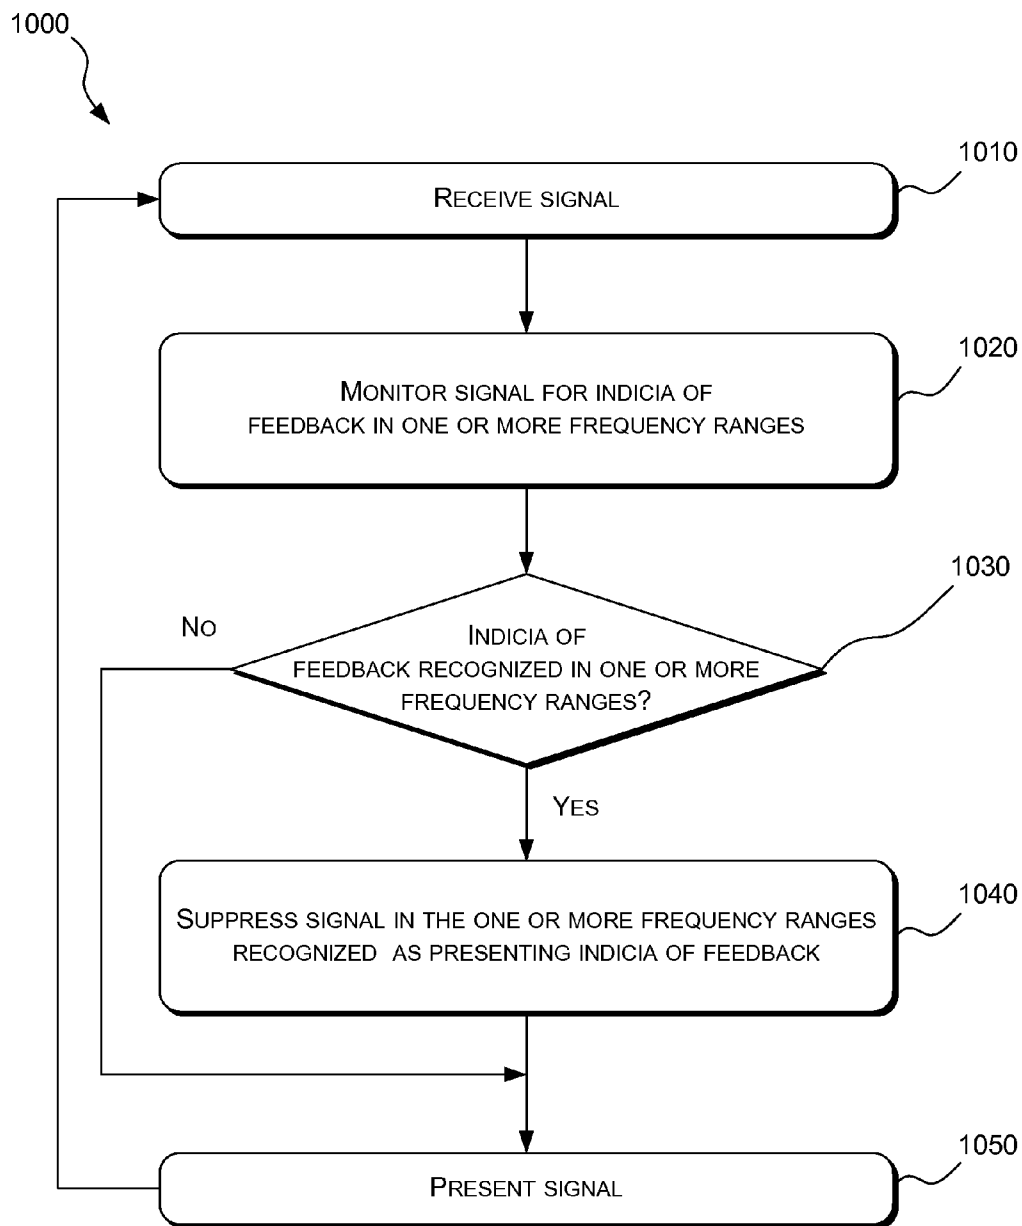 1000
1010
RECEIVE SIGNAL
1020
MONITOR SIGNAL FOR INDICIA OF
FEEDBACK IN ONE OR MORE FREQUENCY RANGES
1030
NO
INDICIA OF
FEEDBACK RECOGNIZED IN ONE OR MORE
FREQUENCY RANGES?
YES
1040
SUPPRESS SIGNAL IN THE ONE OR MORE FREQUENCY RANGES
RECOGNIZED AS PRESENTING INDICIA OF FEEDBACK
1050
PRESENT SIGNAL